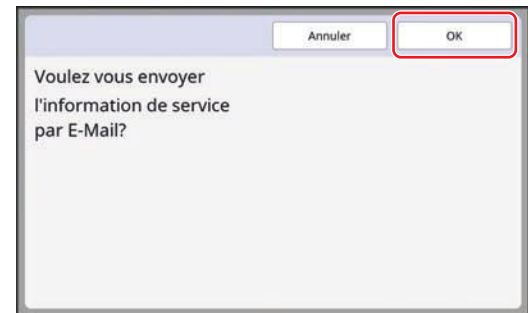 Annuler
OK
Voulez vous envoyer
l'information de service
par E-Mail?